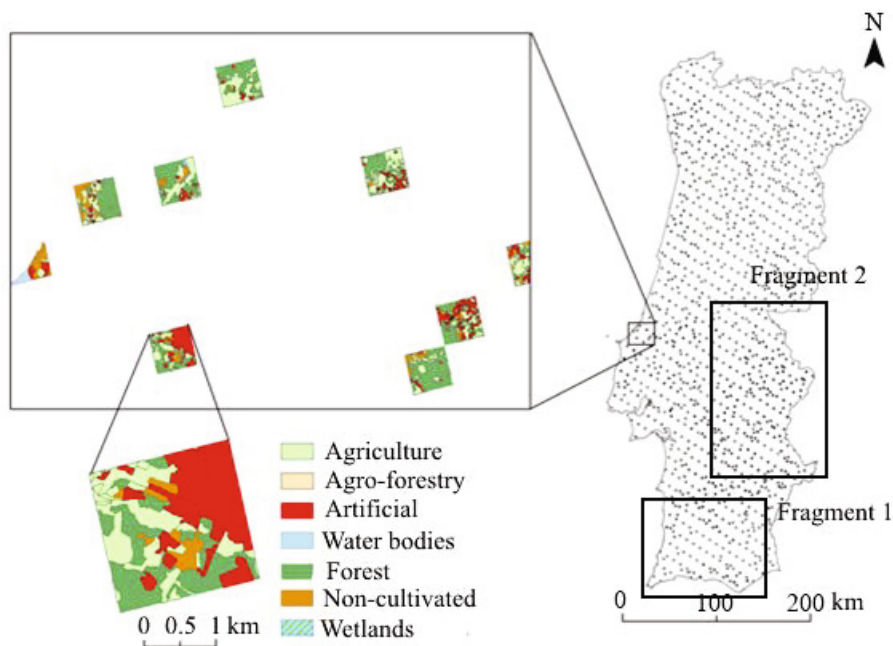 N
Fragment 2
Fragment 1
0 100 200 km
Agriculture
Agro-forestry
Artificial
Water bodies
Forest
Non-cultivated
Wetlands
0 0.5 1 km